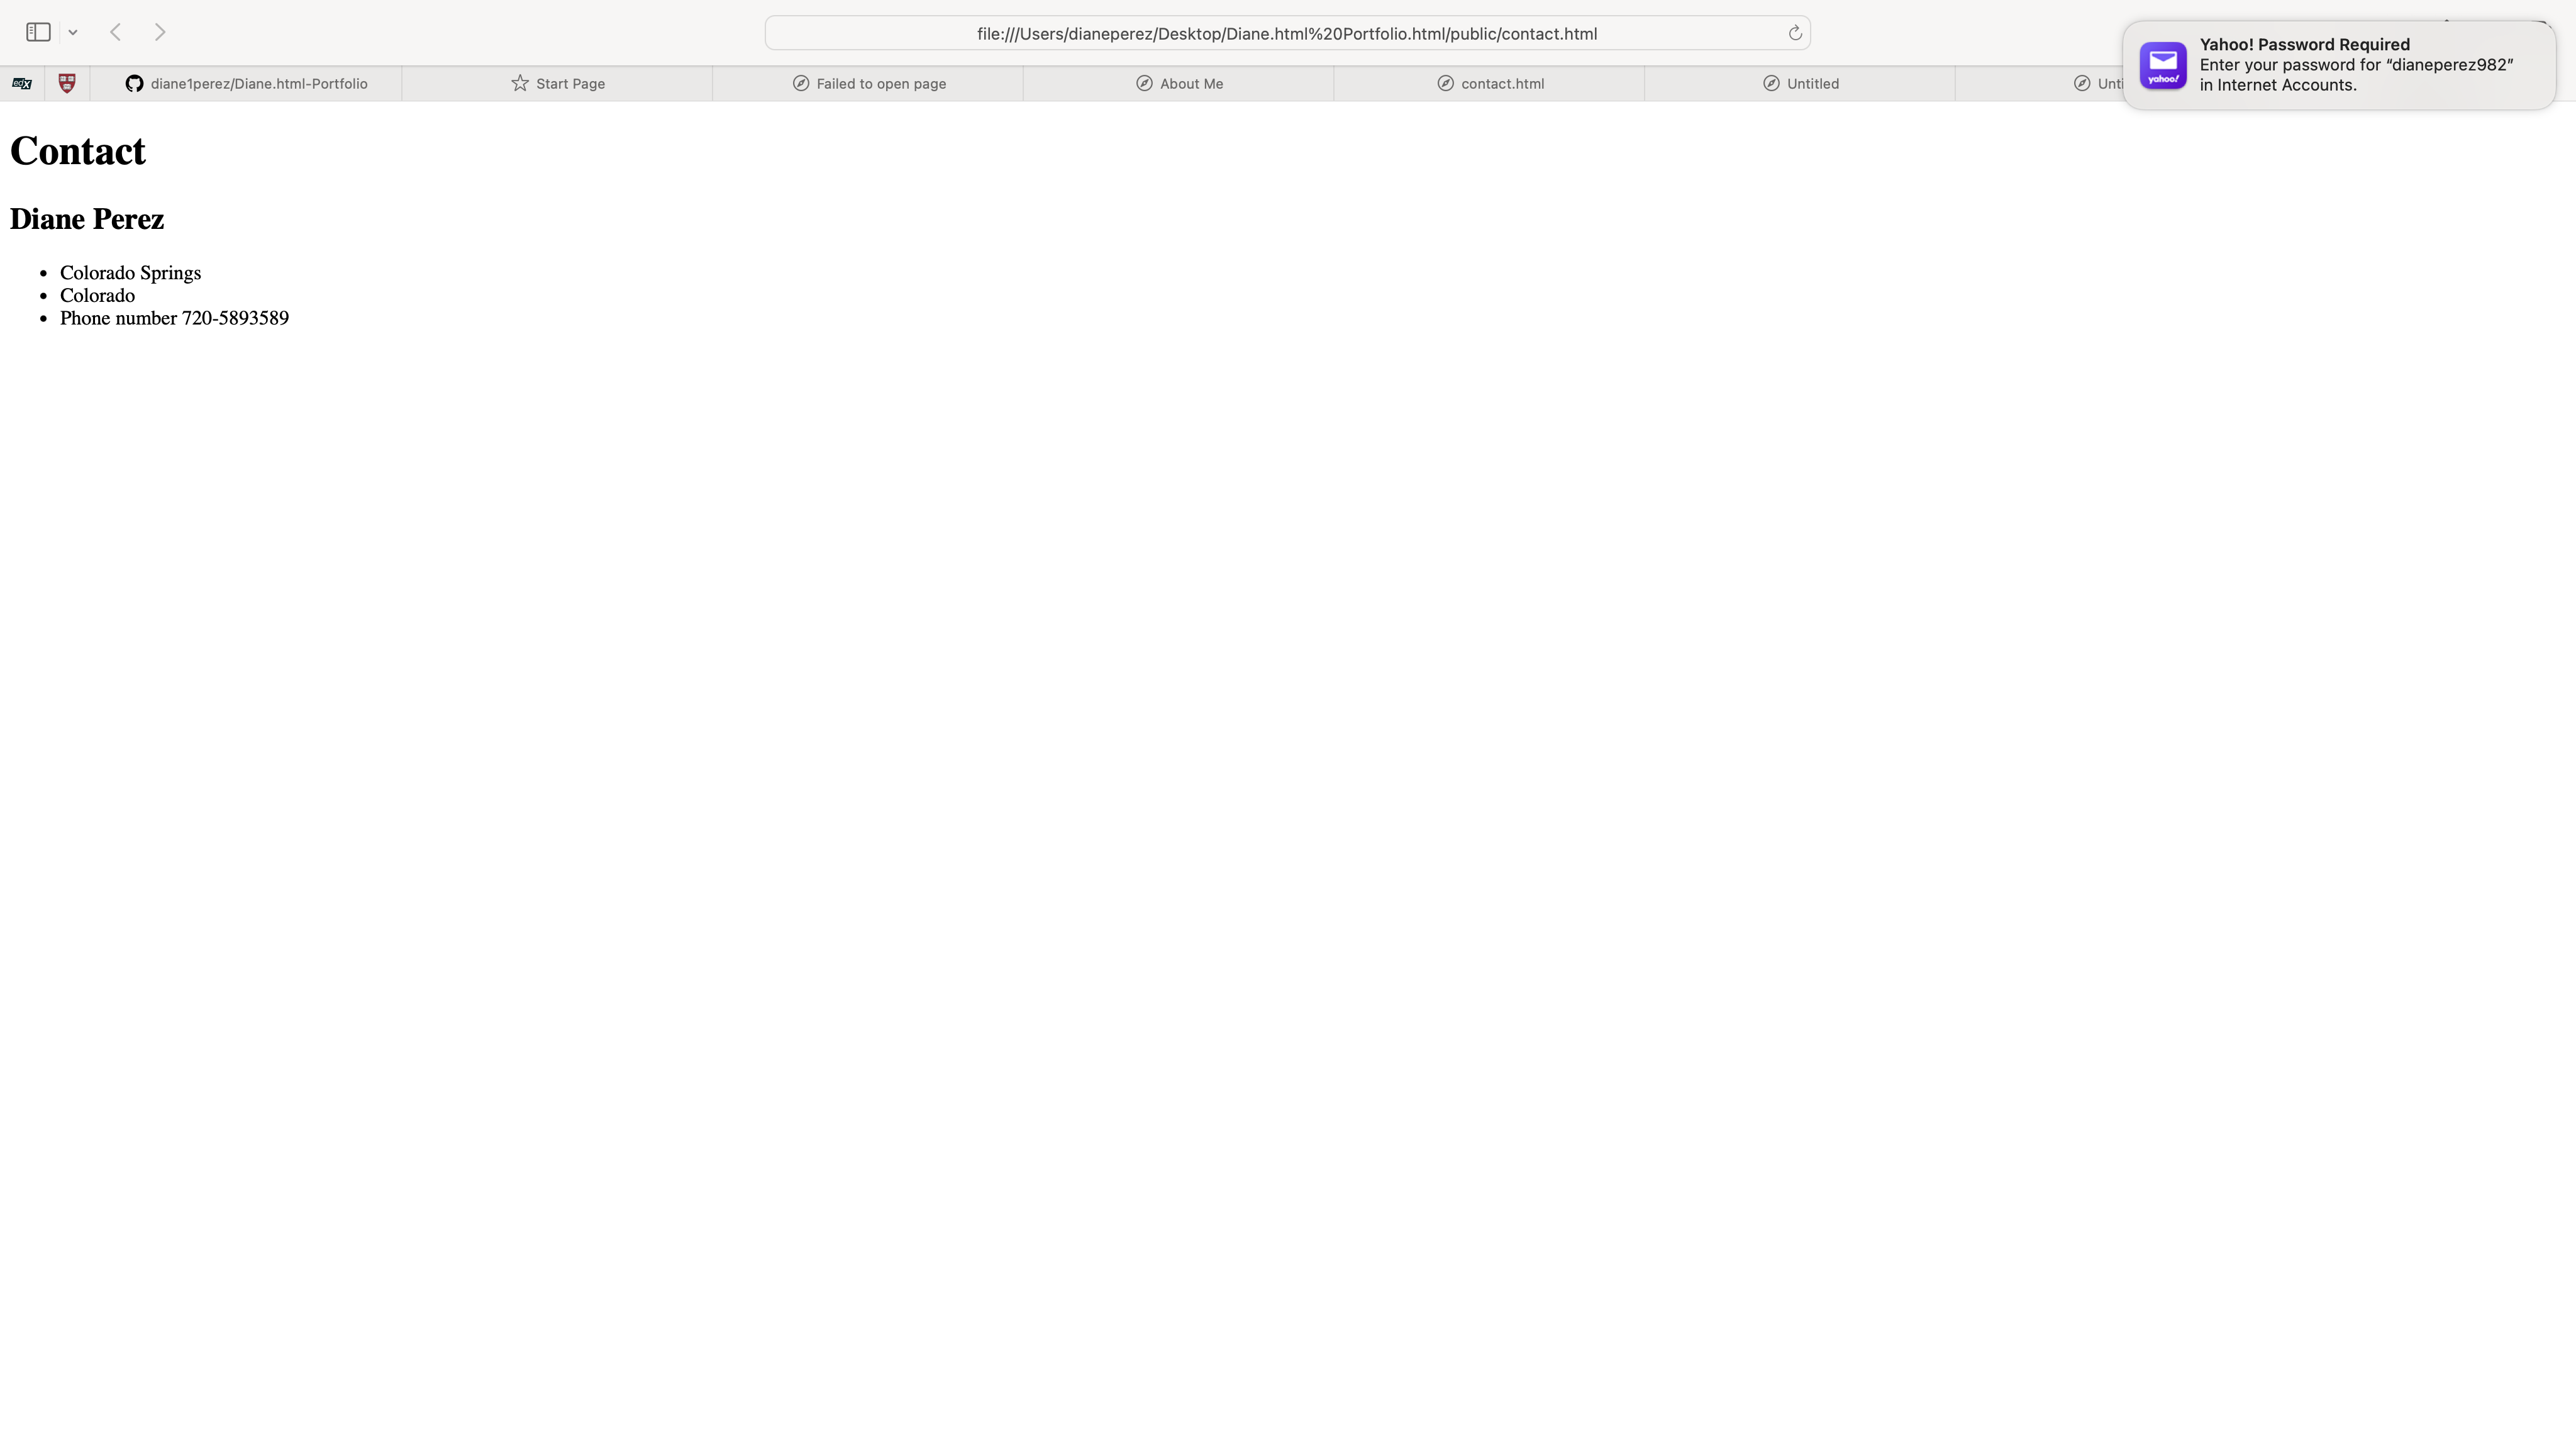 file:///Users/dianeperez/Desktop/Diane.html%20Portfolio.html/public/contact.html
Yahoo! Password Required
Enter your password for “dianeperez982”
in Internet Accounts.
yahoo!
edX
diane1perez/Diane.html-Portfolio
Start Page
Failed to open page
About Me
contact.html
Untitled
Unti
Contact
Diane Perez
Colorado Springs
Colorado
Phone number 720-5893589